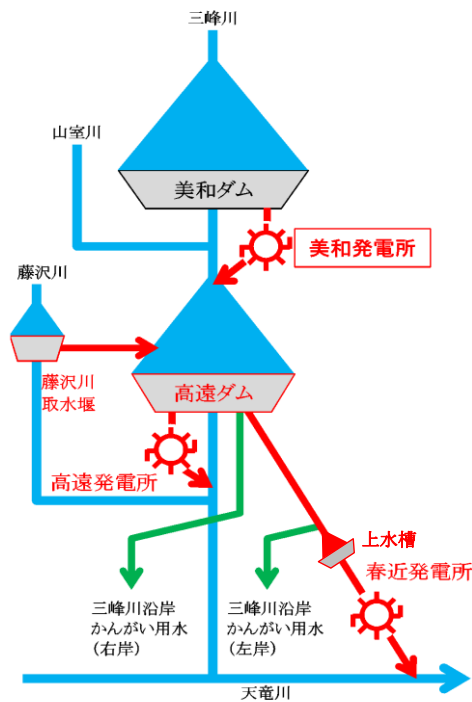 三峰川
山室川
美和ダム
美和発電所
藤沢川
藤沢川
取水堰
高遠ダム
高遠発電所
上水槽
春近発電所
三峰川沿岸
かんがい用水
（右岸）
三峰川沿岸
かんがい用水
（左岸）
天竜川